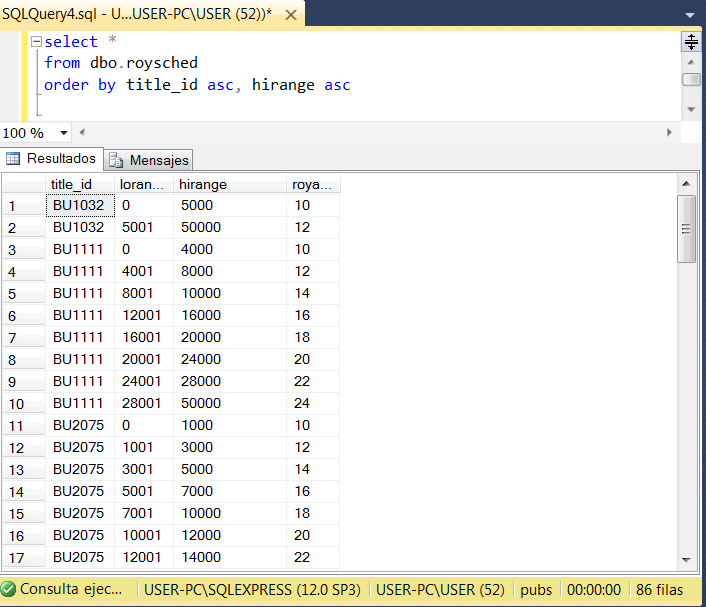 SQLQuery4.sql - U...USER-PC\USER (52))*
select *
from dbo.roysched
order by title_id asc, hirange asc
100 %
Resultados Mensajes
title_id loran... hirange roya...
1 BU1032 0 5000 10
2 BU1032 5001 50000 12
3 BU1111 0 4000 10
4 BU1111 4001 8000 12
5 BU1111 8001 10000 14
6 BU1111 12001 16000 16
7 BU1111 16001 20000 18
8 BU1111 20001 24000 20
9 BU1111 24001 28000 22
10 BU1111 28001 50000 24
11 BU2075 0 1000 10
12 BU2075 1001 3000 12
13 BU2075 3001 5000 14
14 BU2075 5001 7000 16
15 BU2075 7001 10000 18
16 BU2075 10001 12000 20
17 BU2075 12001 14000 22
Consulta ejec... USER-PC\SQLEXPRESS (12.0 SP3) USER-PC\USER (52) pubs 00:00:00 86 filas